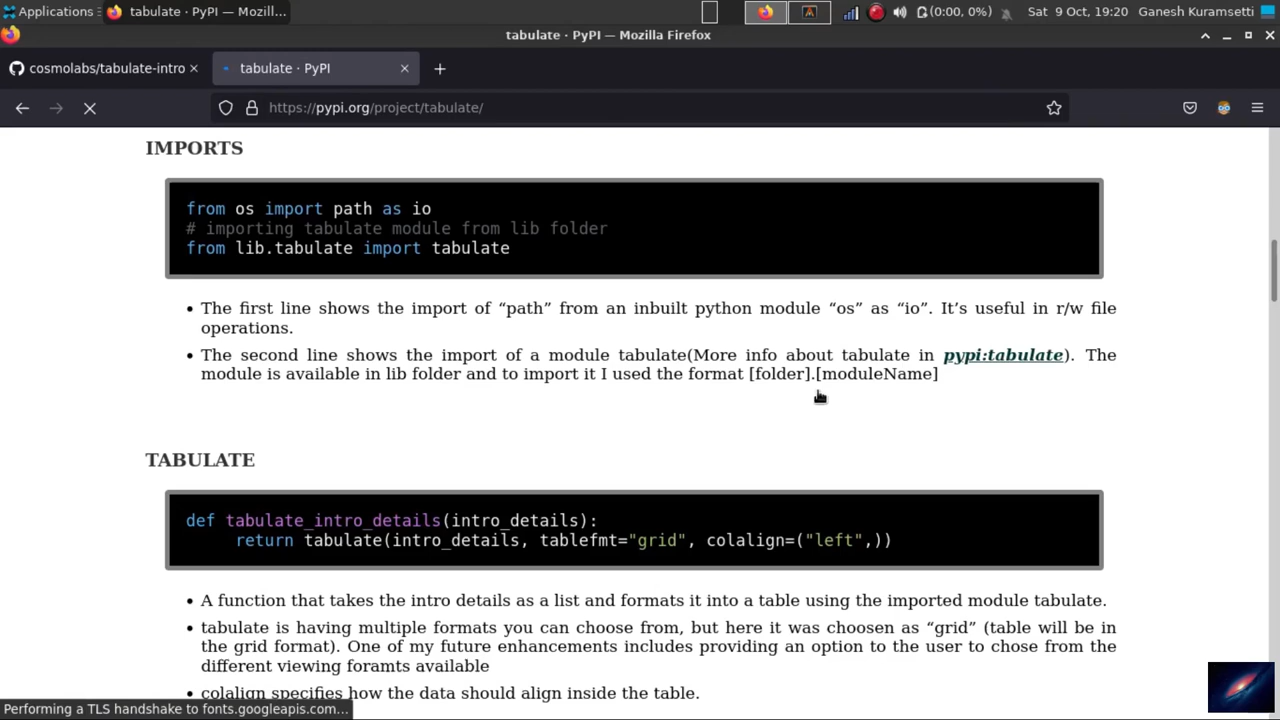 Applications
tabulate · PyPI — Mozill...
(0:00, 0%)
Sat 9 Oct, 19:20
Ganesh Kuramsetti
tabulate · PyPI — Mozilla Firefox
cosmolabs/tabulate-intro
tabulate · PyPI
https://pypi.org/project/tabulate/
IMPORTS
from os import path as io
# importing tabulate module from lib folder
from lib.tabulate import tabulate
• The first line shows the import of “path” from an inbuilt python module “os” as “io”. It’s useful in r/w file
operations.
• The second line shows the import of a module tabulate(More info about tabulate in pypi:tabulate). The
module is available in lib folder and to import it I used the format [folder].[moduleName]
TABULATE
def tabulate_intro_details(intro_details):
return tabulate(intro_details, tablefmt="grid", colalign=("left",))
• A function that takes the intro details as a list and formats it into a table using the imported module tabulate.
• tabulate is having multiple formats you can choose from, but here it was choosen as “grid” (table will be in
the grid format). One of my future enhancements includes providing an option to the user to chose from the
different viewing foramts available
• colalign specifies how the data should align inside the table.
Performing a TLS handshake to fonts.googleapis.com...